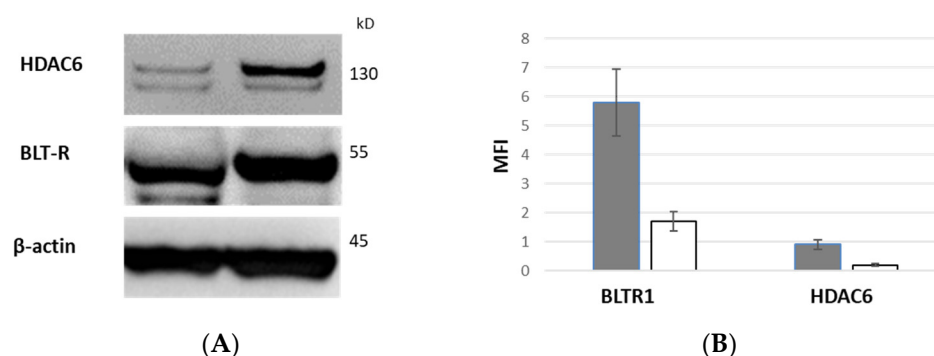 kD
HDAC6
130
BLT-R
55
β-actin
45
(A)
MFI
8
7
6
5
4
3
2
1
0
BLTR1 HDAC6
(B)